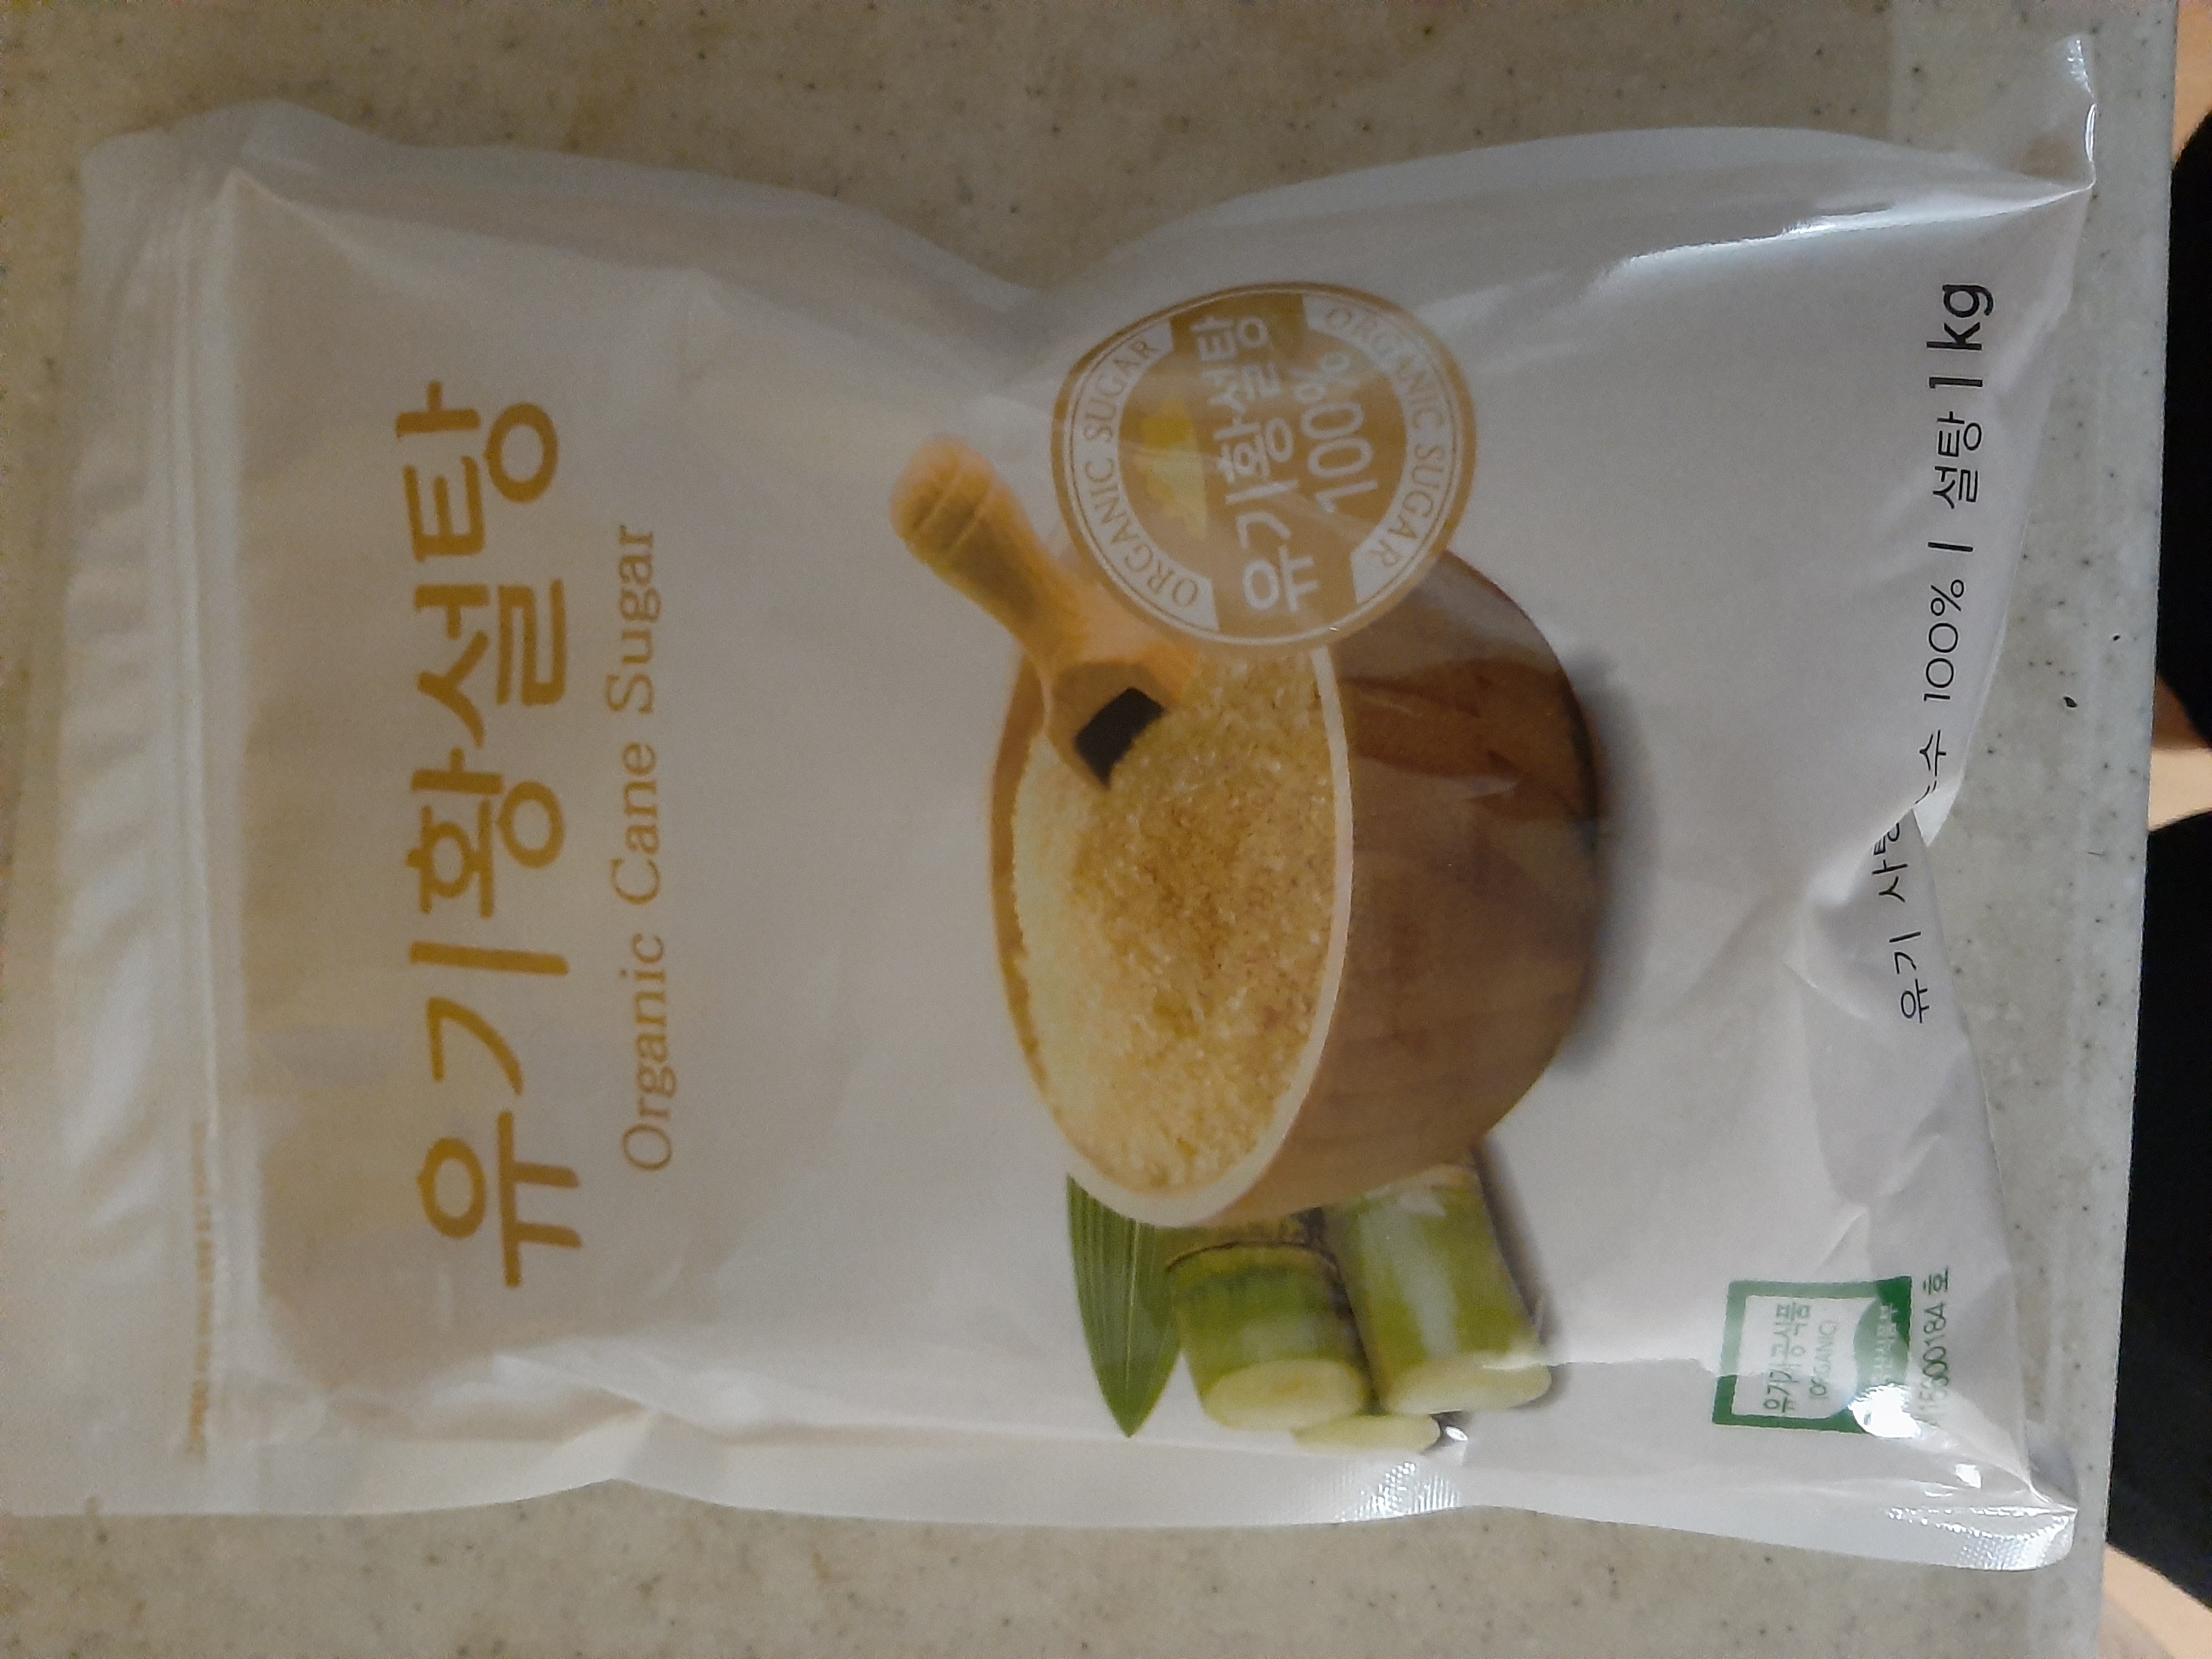 유기황설탕
Organic Cane Sugar
ORGANIC SUGAR
유기황설탕
100%
ORGANIC SUGAR
유기가공식품
(ORGANIC)
유기 사탕 수 100% | 설탕 1kg